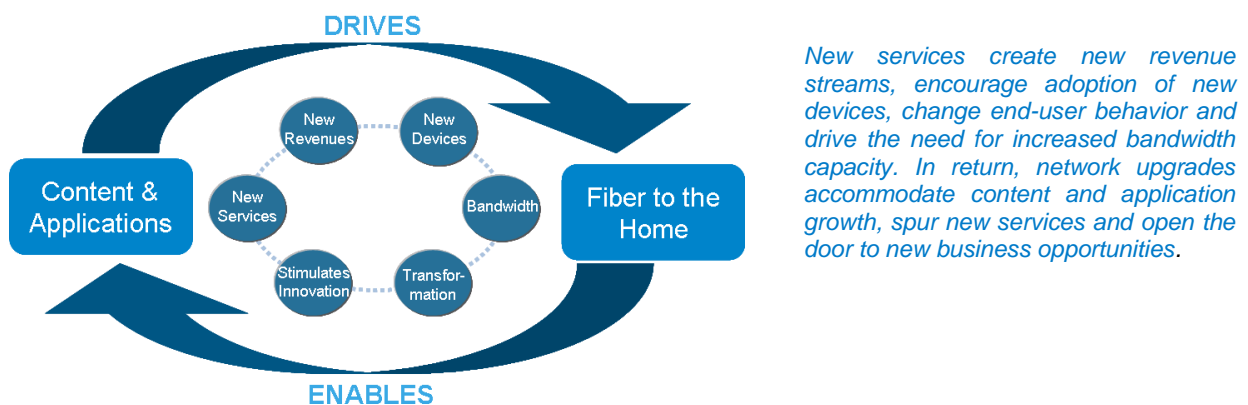 DRIVES
New
Revenues
New
Devices
Content &
Applications
New
Services
Bandwidth
Fiber to the
Home
Stimulates
Innovation
Transfor-
mation
ENABLES
New services create new revenue
streams, encourage adoption of new
devices, change end-user behavior and
drive the need for increased bandwidth
capacity. In return, network upgrades
accommodate content and application
growth, spur new services and open the
door to new business opportunities.